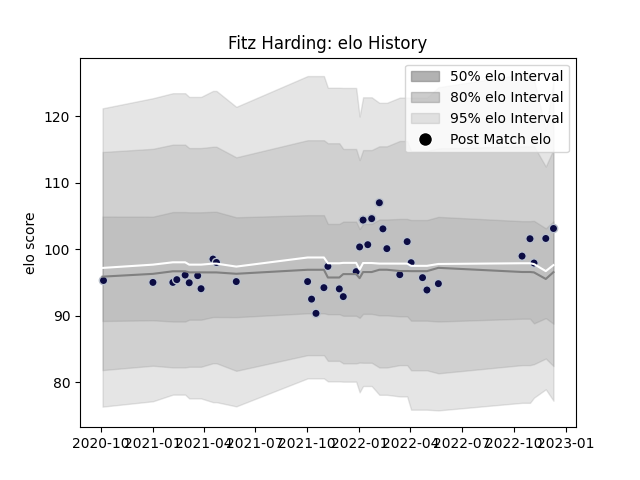 Fitz Harding: elo History
50% elo Interval
80% elo Interval
95% elo Interval
Post Match elo
elo score
120
110
100
90
80
2020-10 2021-01 2021-04 2021-07 2021-10 2022-01 2022-04 2022-07 2022-10 2023-01